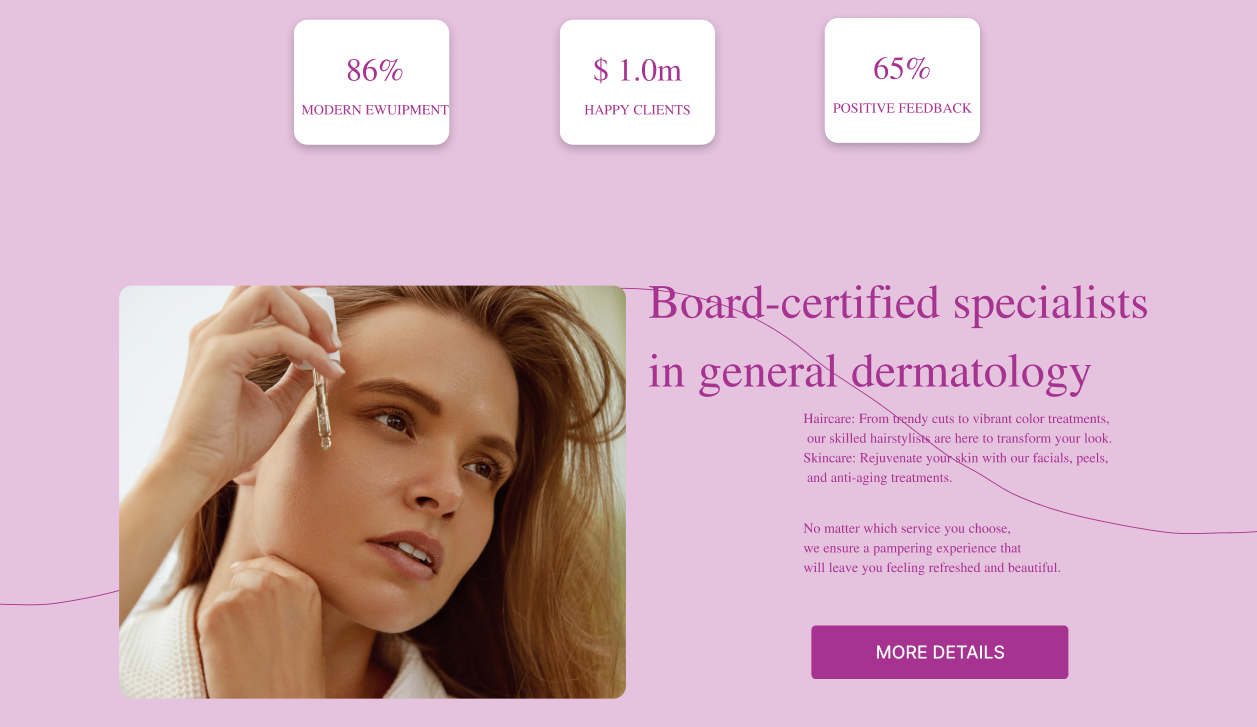 86%
MODERN EWUIPMENT
$ 1.0m
HAPPY CLIENTS
65%
POSITIVE FEEDBACK
Board-certified specialists
in general dermatology
Haircare: From trendy cuts to vibrant color treatments,
our skilled hairstylists are here to transform your look.
Skincare: Rejuvenate your skin with our facials, peels,
and anti-aging treatments.
No matter which service you choose,
we ensure a pampering experience that
will leave you feeling refreshed and beautiful.
MORE DETAILS